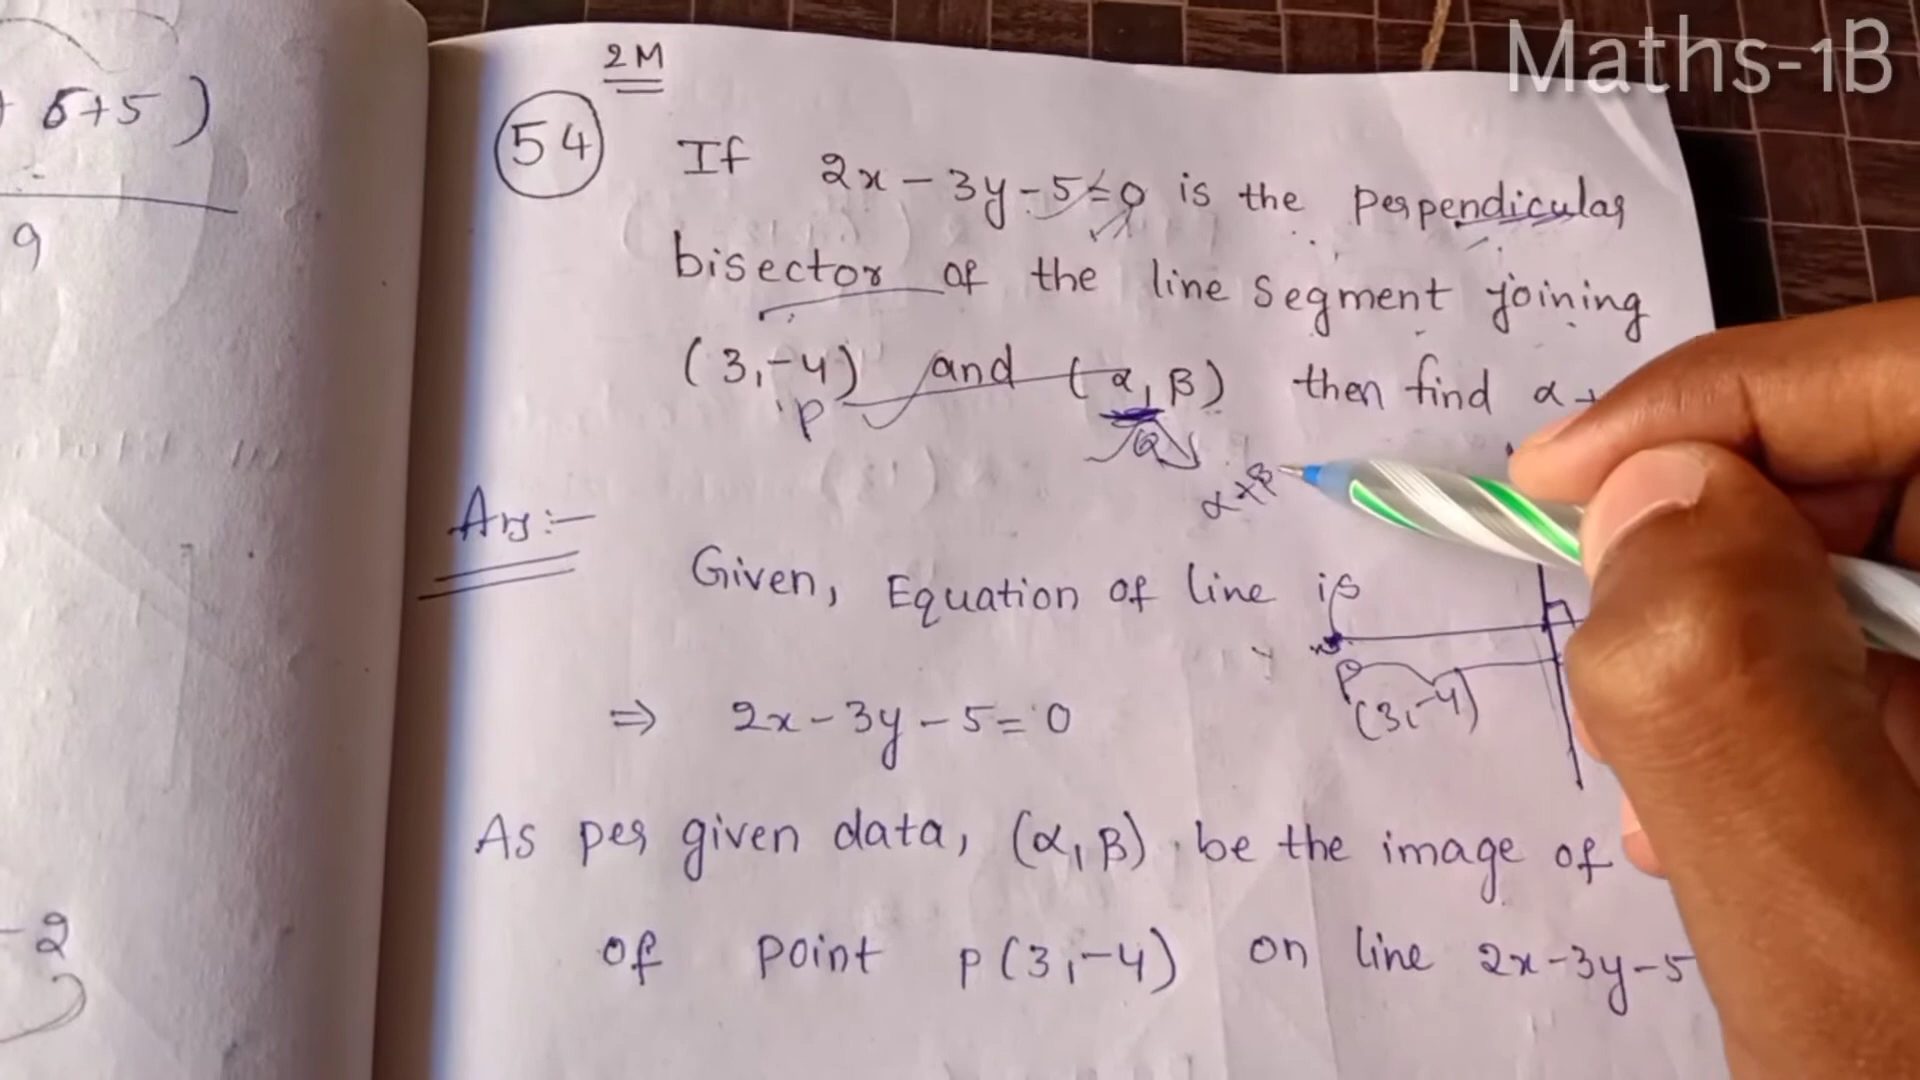 Maths-1B
+ 5+5)
9
-2
2M
54
If 2x-3y-5=0 is the perpendicular
bisector of the line segment joining
(3,-4) and (α,β) then find α+
P
Q
α+β
Ans:-
Given, Equation of line is
P
(3,-4)
⇒ 2x-3y-5=0
As per given data, (α,β) be the image of
of point P(3,-4) on line 2x-3y-5